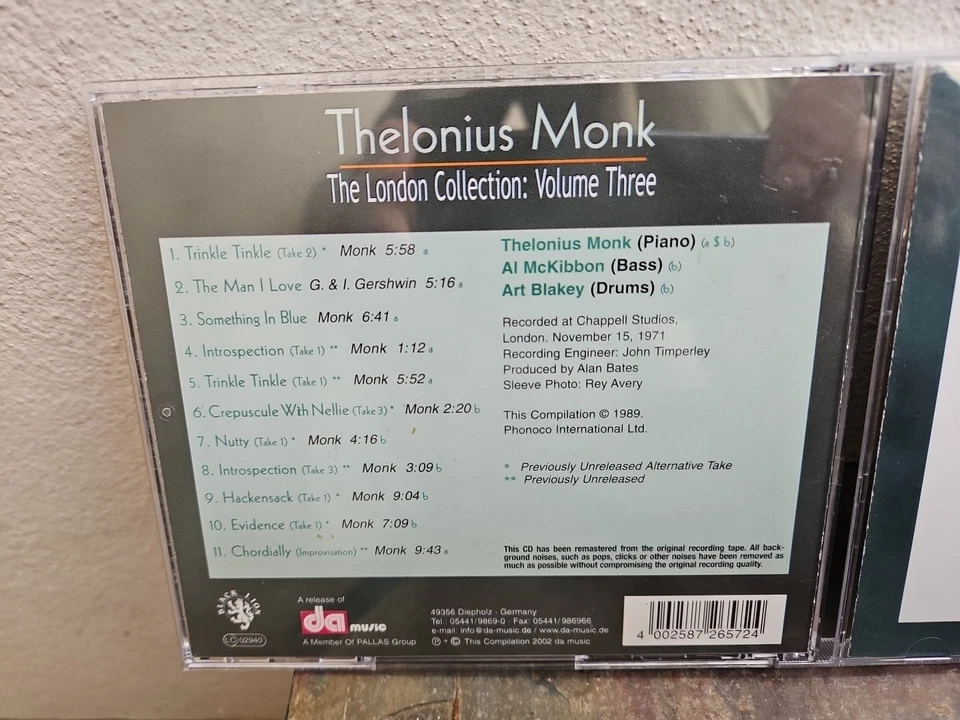 Thelonius Monk
The London Collection: Volume Three
1. Trinkle Tinkle (Take 2) * Monk 5:58 a
2. The Man I Love G. & I. Gershwin 5:16 a
3. Something In Blue Monk 6:41 a
4. Introspection (Take 1) ** Monk 1:12 a
5. Trinkle Tinkle (Take 1) ** Monk 5:52 a
6. Crepuscule With Nellie (Take 3) * Monk 2:20 b
7. Nutty (Take 1) * Monk 4:16 b
8. Introspection (Take 3) ** Monk 3:09 b
9. Hackensack (Take 1) * Monk 9:04 b
10. Evidence (Take 1) * Monk 7:09 b
11. Chordially (Improvisation) ** Monk 9:43 a
Thelonius Monk (Piano) (a $ b)
Al McKibbon (Bass) (b)
Art Blakey (Drums) (b)
Recorded at Chappell Studios,
London. November 15, 1971
Recording Engineer: John Timperley
Produced by Alan Bates
Sleeve Photo: Rey Avery
This Compilation © 1989.
Phonoco International Ltd.
* Previously Unreleased Alternative Take
** Previously Unreleased
This CD has been remastered from the original recording tape. All back-
ground noises, such as pops, clicks or other noises have been removed as
much as possible without compromising the original recording quality.
BLACK LION
LC 02940
A release of
da music
A Member Of PALLAS Group
49356 Diepholz · Germany
Tel.: 05441/9869-0 · Fax: 05441/986966
e-mail: info@da-music.de / www.da-music.de
℗ + © This Compilation 2002 da music
4 002587 265724